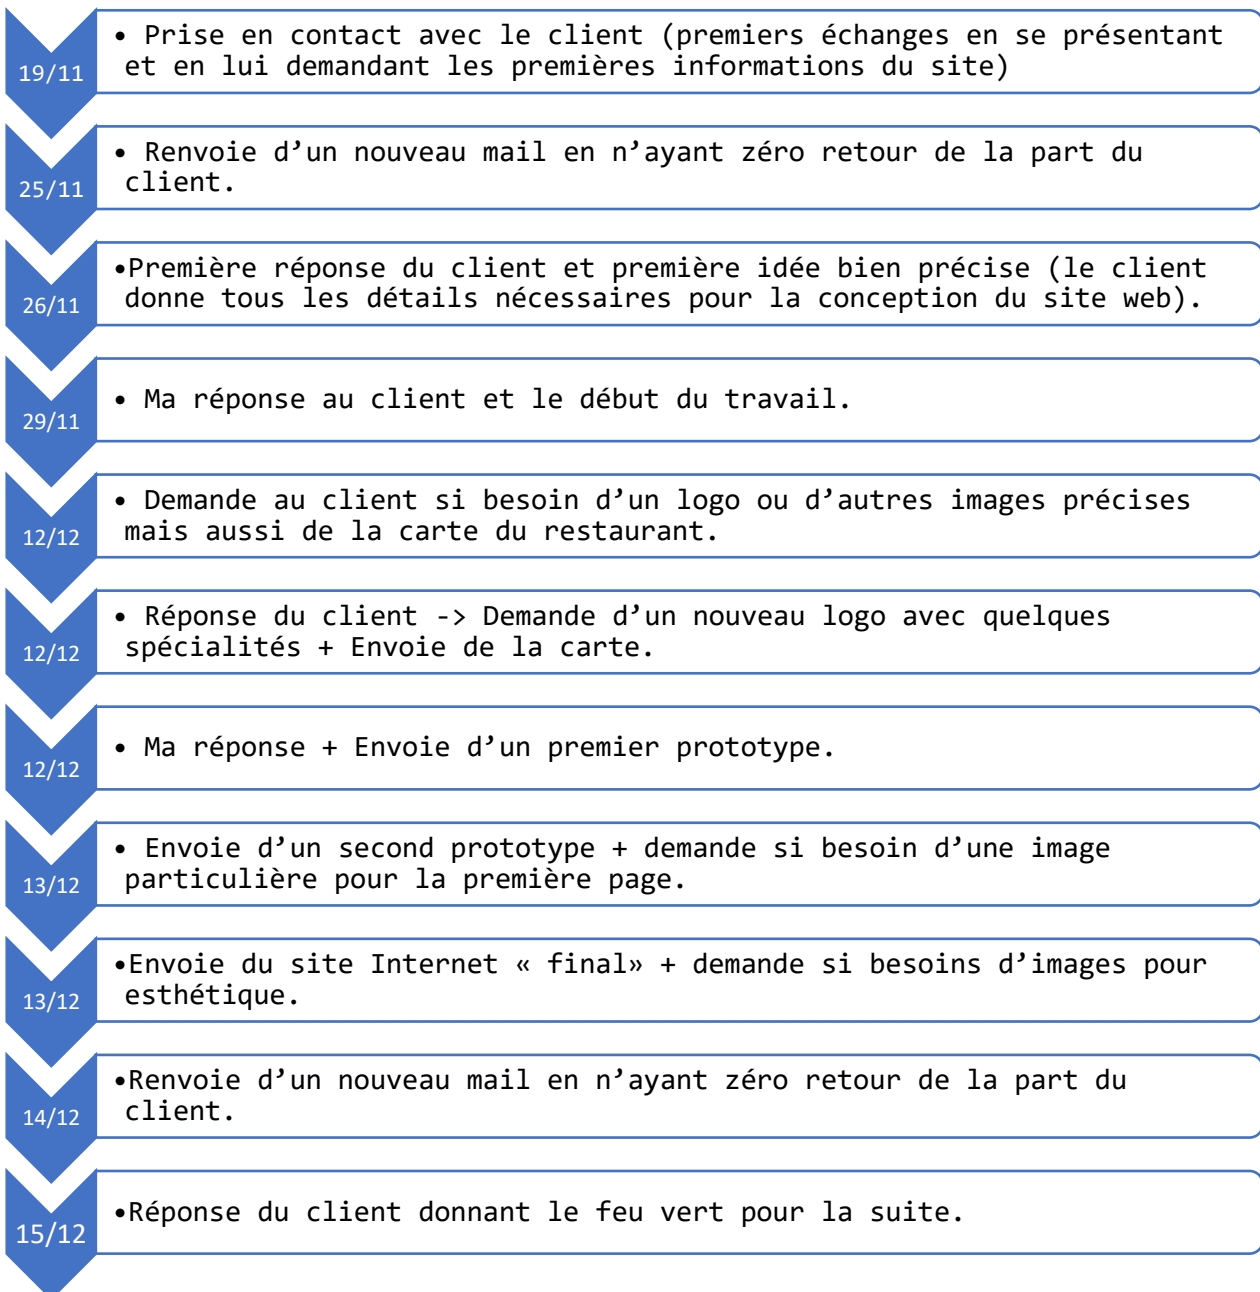 19/11
• Prise en contact avec le client (premiers échanges en se présentant
et en lui demandant les premières informations du site)
25/11
• Renvoie d’un nouveau mail en n’ayant zéro retour de la part du
client.
26/11
•Première réponse du client et première idée bien précise (le client
donne tous les détails nécessaires pour la conception du site web).
29/11
• Ma réponse au client et le début du travail.
12/12
• Demande au client si besoin d’un logo ou d’autres images précises
mais aussi de la carte du restaurant.
12/12
• Réponse du client -> Demande d’un nouveau logo avec quelques
spécialités + Envoie de la carte.
12/12
• Ma réponse + Envoie d’un premier prototype.
13/12
• Envoie d’un second prototype + demande si besoin d’une image
particulière pour la première page.
13/12
•Envoie du site Internet « final» + demande si besoins d’images pour
esthétique.
14/12
•Renvoie d’un nouveau mail en n’ayant zéro retour de la part du
client.
15/12
•Réponse du client donnant le feu vert pour la suite.